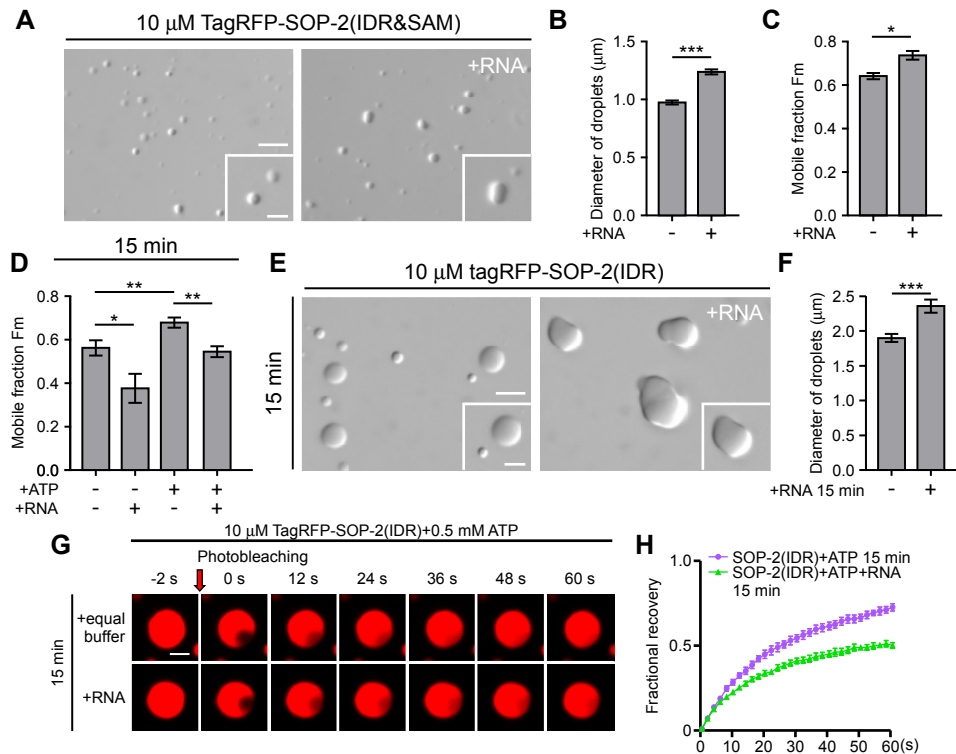 A
10 µM TagRFP-SOP-2(IDR&SAM)
+RNA
B
Diameter of droplets (µm)
1.5
1.0
0.5
0.0
***
+RNA - +
C
Mobile fraction Fm
0.8
0.6
0.4
0.2
0.0
*
+RNA - +
D
15 min
Mobile fraction Fm
0.8
0.6
0.4
0.2
0.0
** **
*
+ATP - - + +
+RNA - + - +
E
10 µM tagRFP-SOP-2(IDR)
15 min
+RNA
F
Diameter of droplets (µm)
2.5
2.0
1.5
1.0
0.5
0.0
***
+RNA 15 min - +
G
10 µM TagRFP-SOP-2(IDR)+0.5 mM ATP
Photobleaching
-2 s 0 s 12 s 24 s 36 s 48 s 60 s
15 min
+equal
buffer
+RNA
H
Fractional recovery
1.0
0.5
0
SOP-2(IDR)+ATP 15 min
SOP-2(IDR)+ATP+RNA
15 min
0 10 20 30 40 50 60(s)